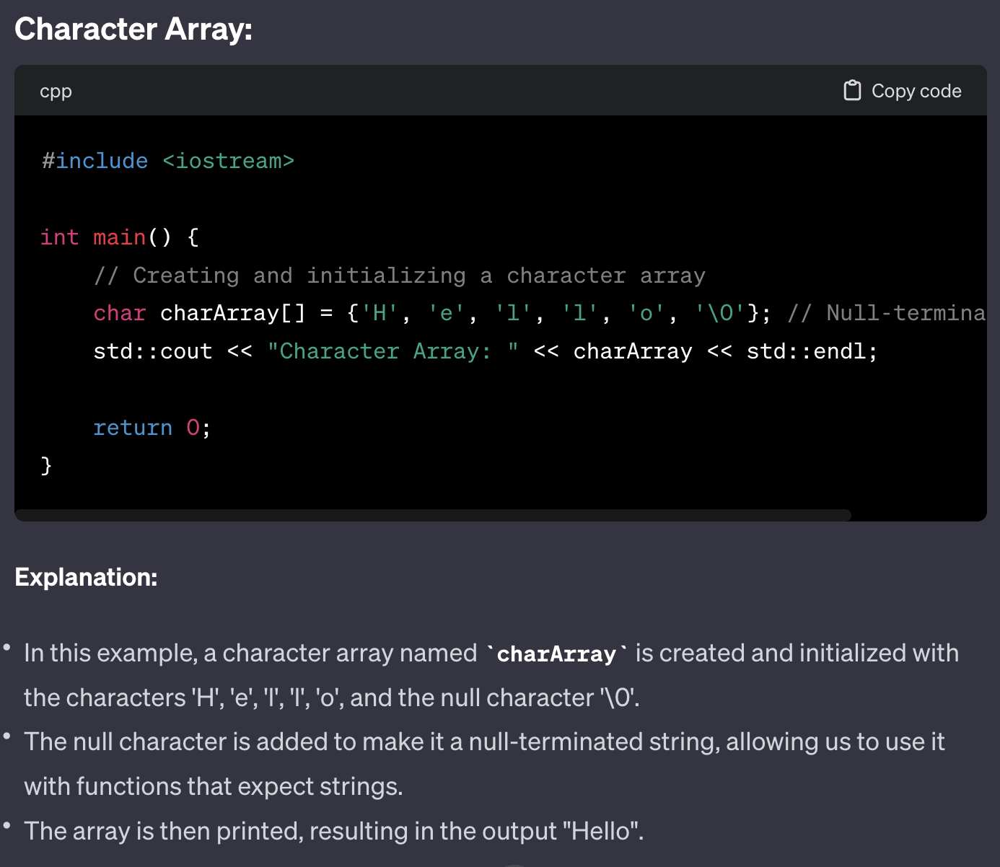 Character Array:
cpp
Copy code
#include <iostream>
int main() {
    // Creating and initializing a character array
    char charArray[] = {'H', 'e', 'l', 'l', 'o', '\0'}; // Null-termina
    std::cout << "Character Array: " << charArray << std::endl;
    return 0;
}
Explanation:
• In this example, a character array named `charArray` is created and initialized with
the characters 'H', 'e', 'l', 'l', 'o', and the null character '\0'.
• The null character is added to make it a null-terminated string, allowing us to use it
with functions that expect strings.
• The array is then printed, resulting in the output "Hello".